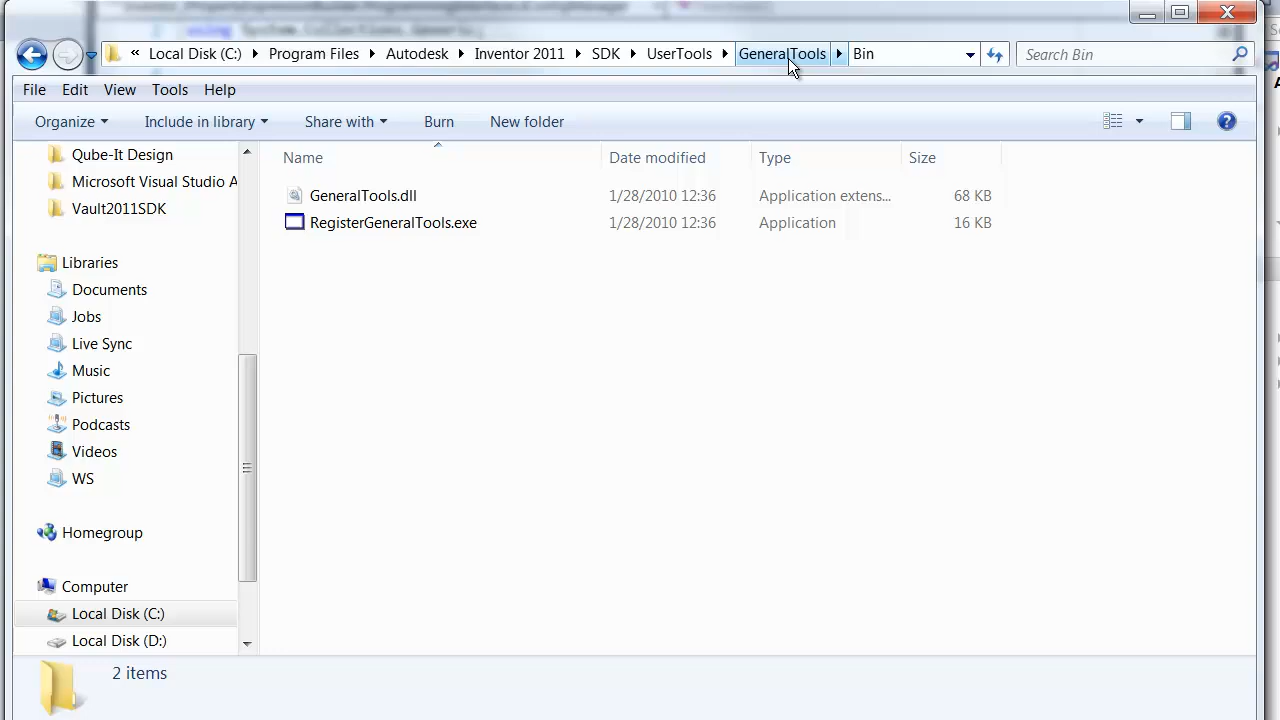 using System.Collections.Generic;
« Local Disk (C:) Program Files Autodesk Inventor 2011 SDK UserTools GeneralTools Bin Search Bin
File Edit View Tools Help
Organize Include in library Share with Burn New folder
Name Date modified Type Size
GeneralTools.dll 1/28/2010 12:36 Application extens... 68 KB
RegisterGeneralTools.exe 1/28/2010 12:36 Application 16 KB
Qube-It Design
Microsoft Visual Studio A
Vault2011SDK
Libraries
Documents
Jobs
Live Sync
Music
Pictures
Podcasts
Videos
WS
Homegroup
Computer
Local Disk (C:)
Local Disk (D:)
2 items